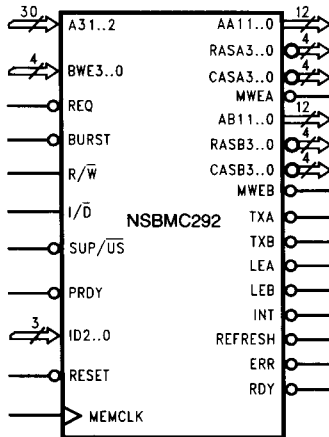 30
A31..2
4
BWE3..0
REQ
BURST
R/W̅
I/D̅
SUP/U̅S̅
PRDY
3
ID2..0
RESET
MEMCLK
NSBMC292
12
AA11..0
4
RASA3..0
4
CASA3..0
MWEA
12
AB11..0
4
RASB3..0
4
CASB3..0
MWEB
TXA
TXB
LEA
LEB
INT
REFRESH
ERR
RDY